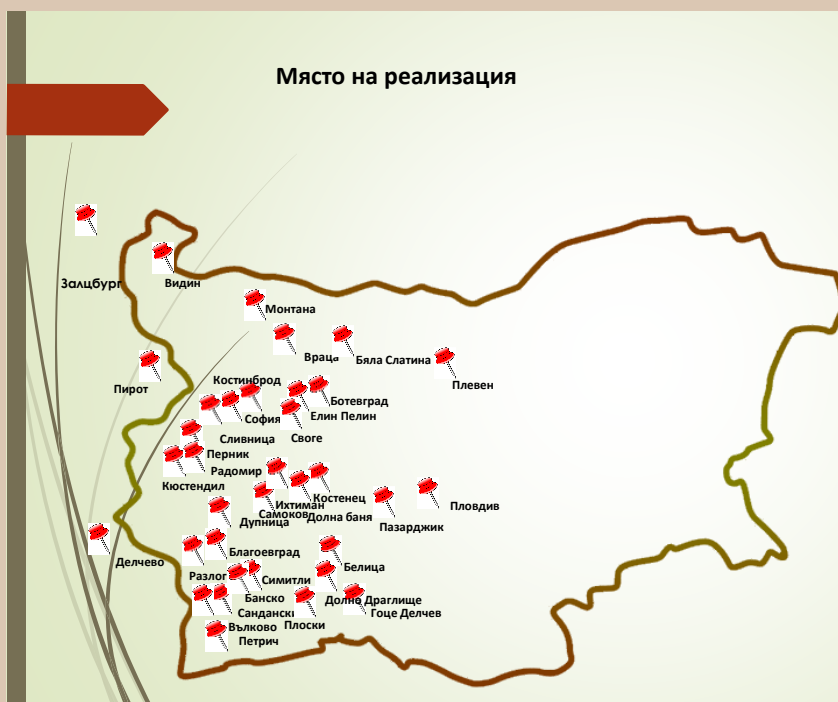 Място на реализация
Залцбург
Видин
Монтана
Враца
Бяла Слатина
Плевен
Пирот
Костинброд
Ботевград
Елин Пелин
София
Своге
Сливница
Перник
Радомир
Кюстендил
Костенец
Ихтиман
Самоков
Долна баня
Дупница
Пазарджик
Пловдив
Делчево
Благоевград
Белица
Разлог
Симитли
Банско
Долно Драглище
Сандански
Гоце Делчев
Вълково
Плоски
Петрич